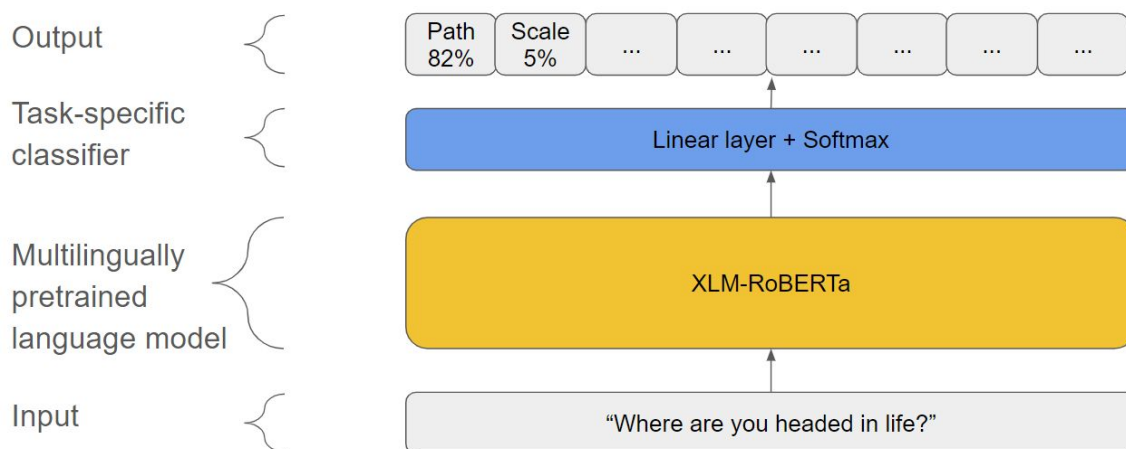 Output
Path
82%
Scale
5%
...
...
...
...
...
...
Task-specific
classifier
Linear layer + Softmax
Multilingually
pretrained
language model
XLM-RoBERTa
Input
“Where are you headed in life?”